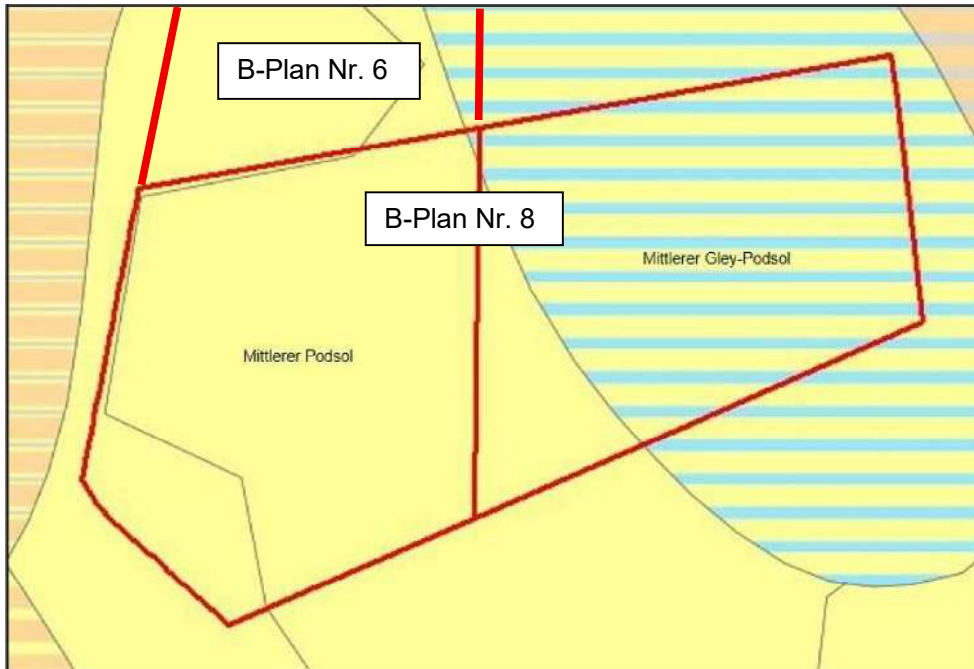 B-Plan Nr. 6
B-Plan Nr. 8
Mittlerer Gley-Podsol
Mittlerer Podsol